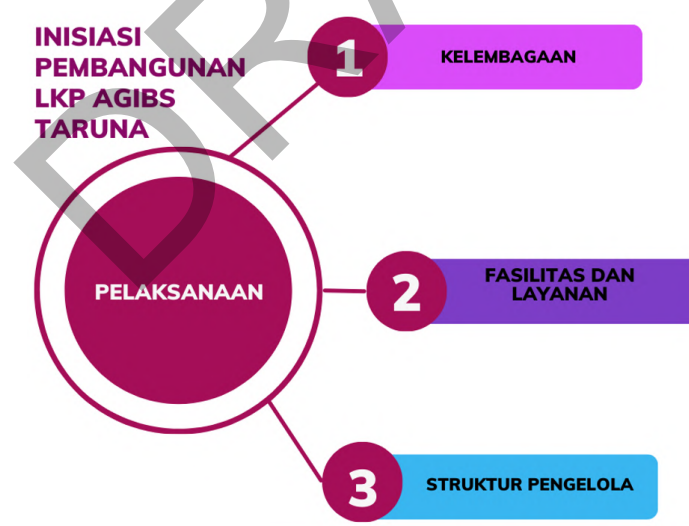 INISIASI
PEMBANGUNAN
LKP AGIBS
TARUNA
1
KELEMBAGAAN
PELAKSANAAN
2
FASILITAS DAN
LAYANAN
3
STRUKTUR PENGELOLA